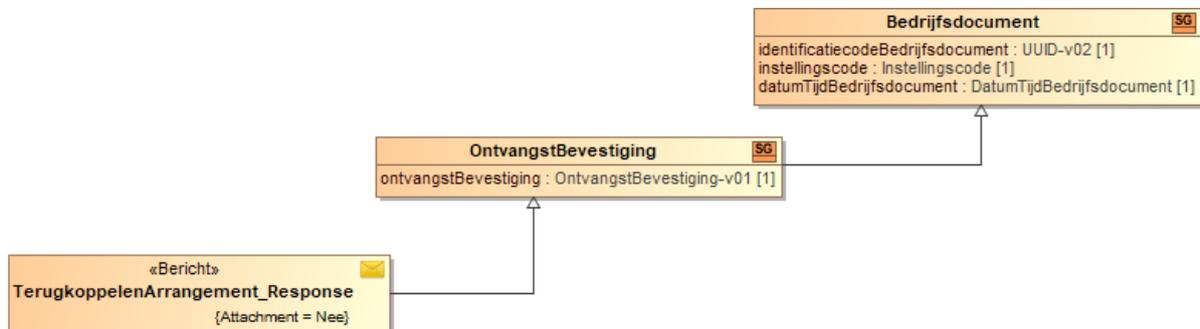 Bedrijfsdocument
SG
identificatiecodeBedrijfsdocument : UUID-v02 [1]
instellingscode : Instellingscode [1]
datumTijdBedrijfsdocument : DatumTijdBedrijfsdocument [1]
OntvangstBevestiging
SG
ontvangstBevestiging : OntvangstBevestiging-v01 [1]
«Bericht»
TerugkoppelenArrangement_Response
{Attachment = Nee}